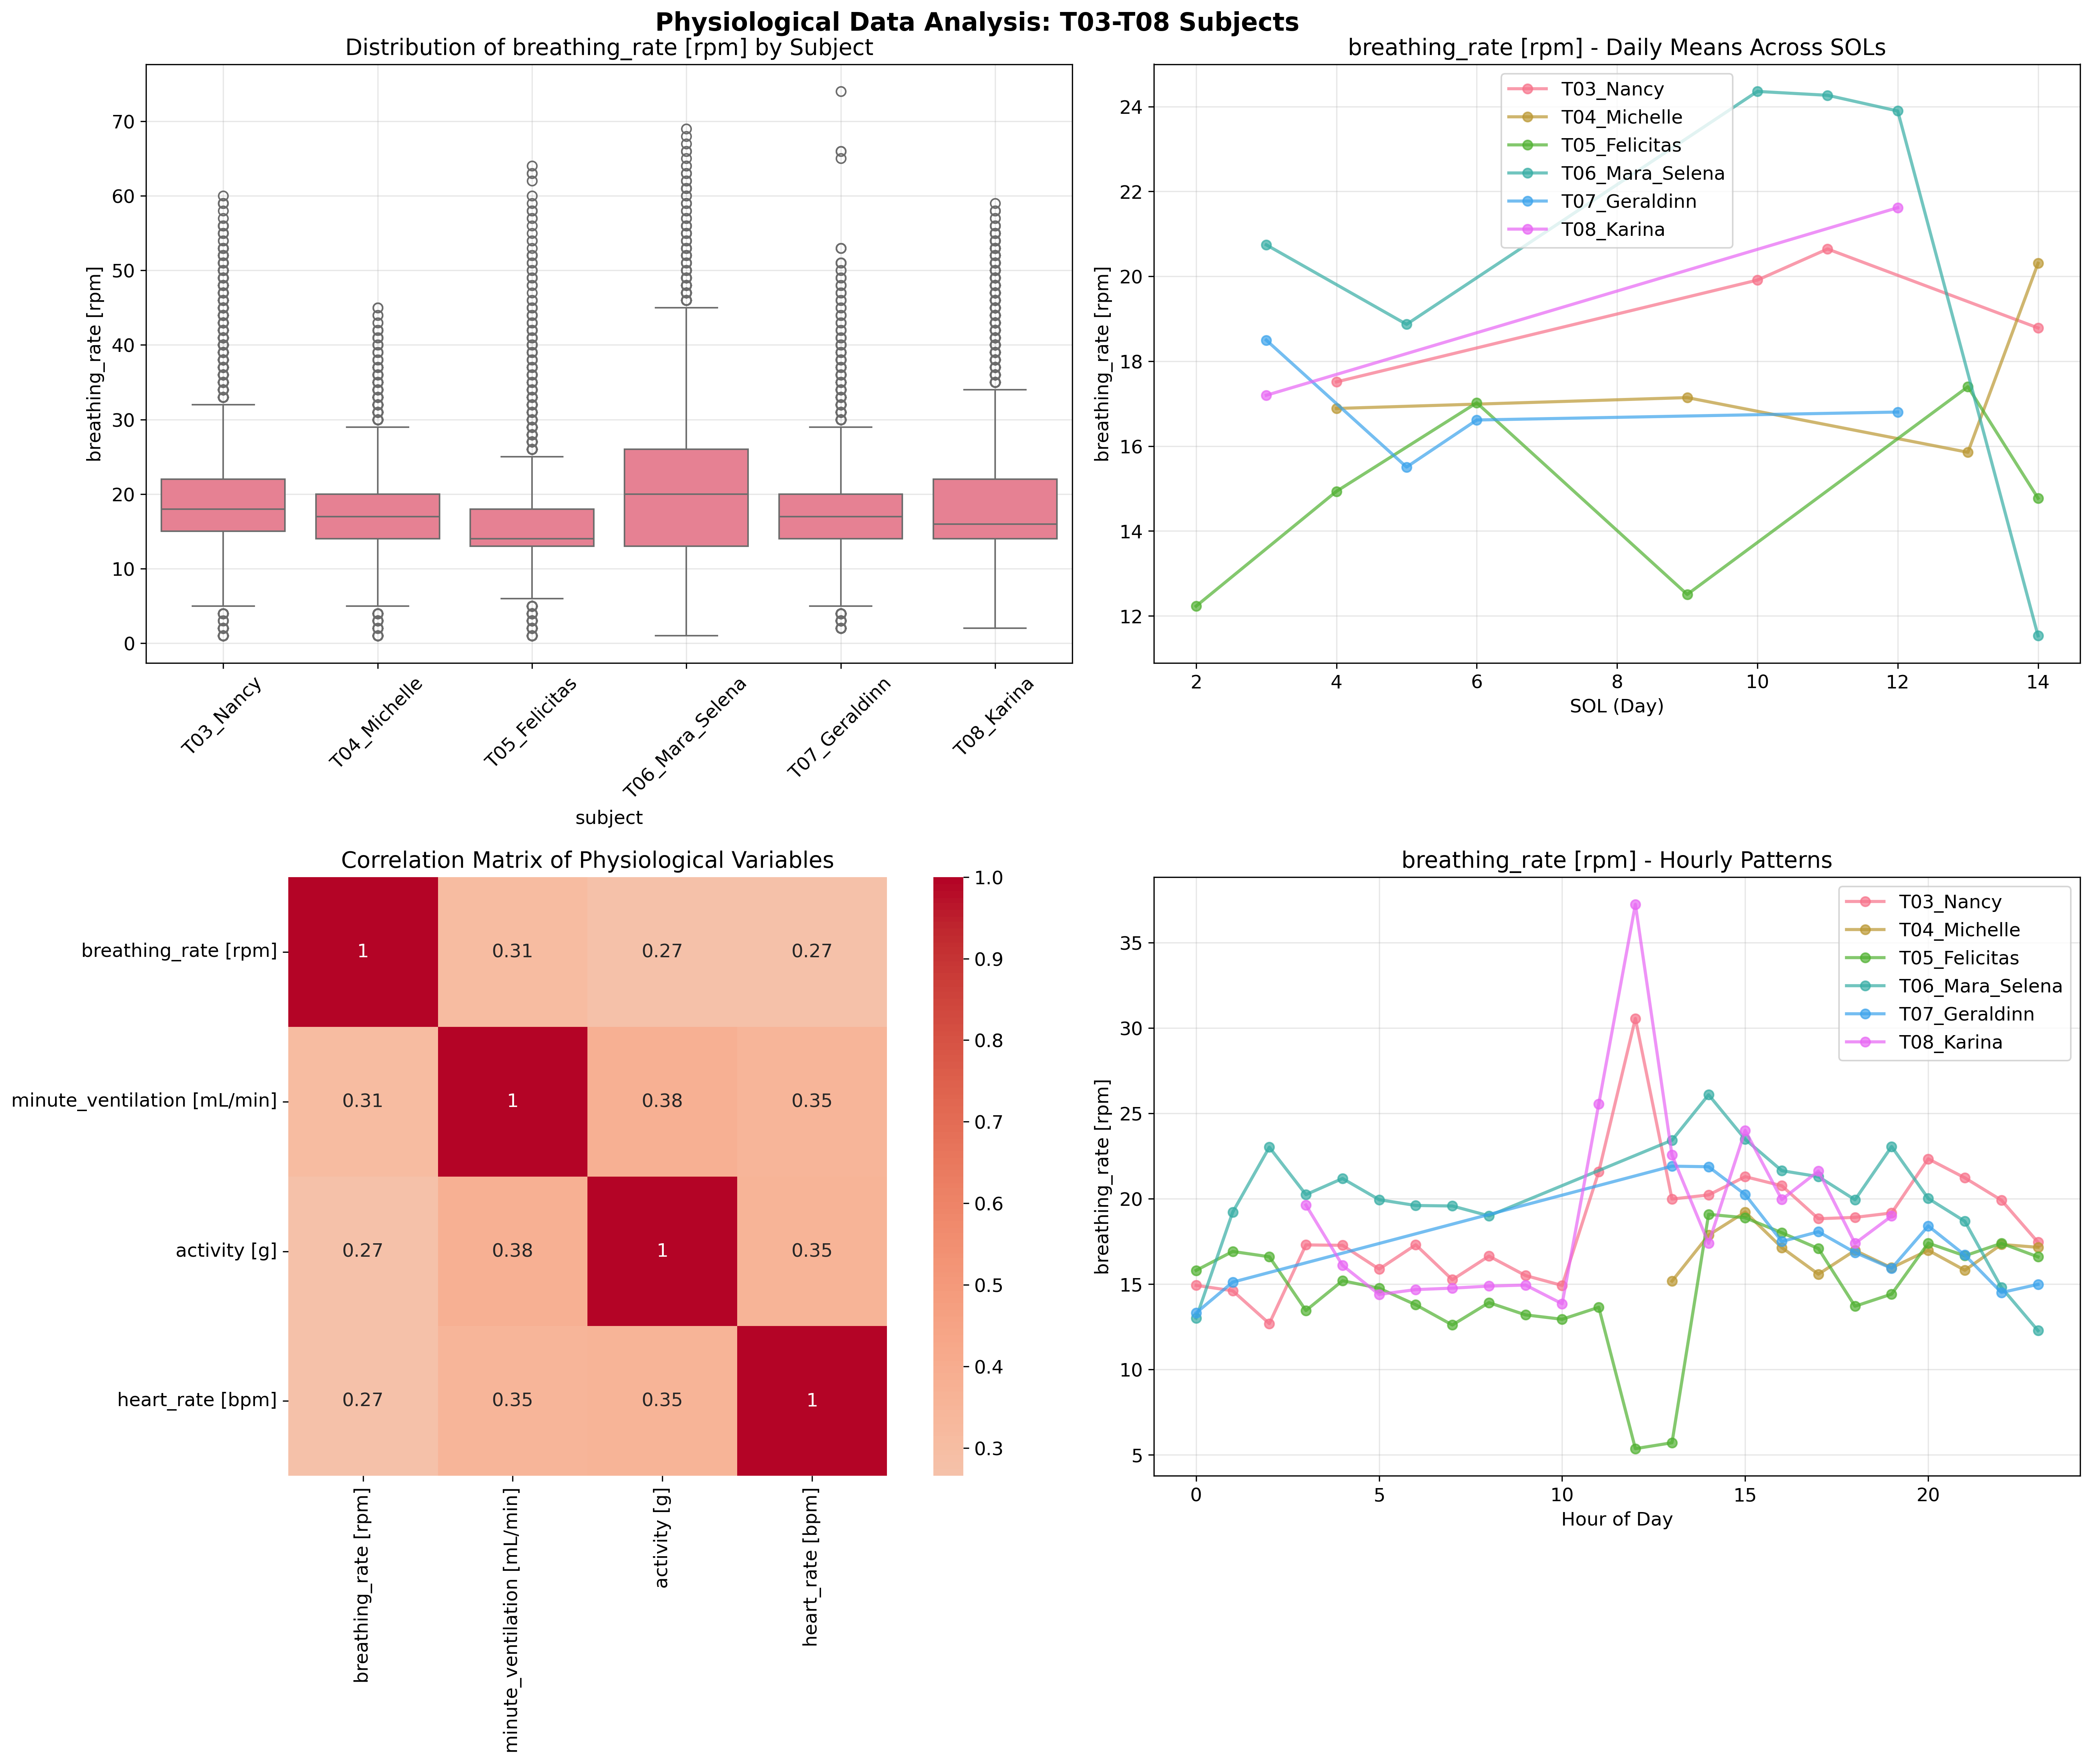 Physiological Data Analysis: T03-T08 Subjects
Distribution of breathing_rate [rpm] by Subject
breathing_rate [rpm]
70
60
50
40
30
20
10
0
T03_Nancy
T04_Michelle
T05_Felicitas
T06_Mara_Selena
T07_Geraldinn
T08_Karina
subject
breathing_rate [rpm] - Daily Means Across SOLs
T03_Nancy
T04_Michelle
T05_Felicitas
T06_Mara_Selena
T07_Geraldinn
T08_Karina
breathing_rate [rpm]
24
22
20
18
16
14
12
2 4 6 8 10 12 14
SOL (Day)
Correlation Matrix of Physiological Variables
breathing_rate [rpm] 1 0.31 0.27 0.27
minute_ventilation [mL/min] 0.31 1 0.38 0.35
activity [g] 0.27 0.38 1 0.35
heart_rate [bpm] 0.27 0.35 0.35 1
breathing_rate [rpm]
minute_ventilation [mL/min]
activity [g]
heart_rate [bpm]
1.0
0.9
0.8
0.7
0.6
0.5
0.4
0.3
breathing_rate [rpm] - Hourly Patterns
T03_Nancy
T04_Michelle
T05_Felicitas
T06_Mara_Selena
T07_Geraldinn
T08_Karina
breathing_rate [rpm]
35
30
25
20
15
10
5
0 5 10 15 20
Hour of Day